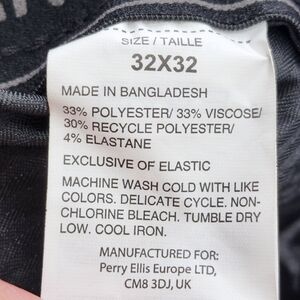 SIZE / TAILLE
32X32
MADE IN BANGLADESH
33% POLYESTER/ 33% VISCOSE/
30% RECYCLE POLYESTER/
4% ELASTANE
EXCLUSIVE OF ELASTIC
MACHINE WASH COLD WITH LIKE
COLORS. DELICATE CYCLE. NON-
CHLORINE BLEACH. TUMBLE DRY
LOW. COOL IRON.
MANUFACTURED FOR:
Perry Ellis Europe LTD,
CM8 3DJ, UK